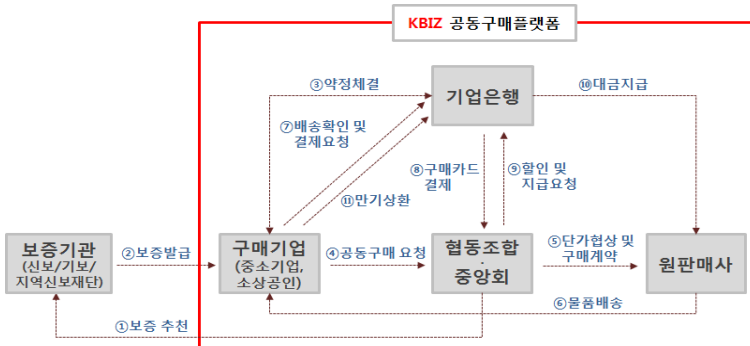 KBIZ 공동구매플랫폼
③약정체결
기업은행
⑩대금지급
⑦배송확인 및
결제요청
⑧구매카드
결제
⑨할인 및
지급요청
⑪만기상환
보증기관
(신보/기보/
지역신보재단)
②보증발급
구매기업
(중소기업,
소상공인)
④공동구매 요청
협동조합
·
중앙회
⑤단가협상 및
구매계약
원판매사
⑥물품배송
①보증 추천